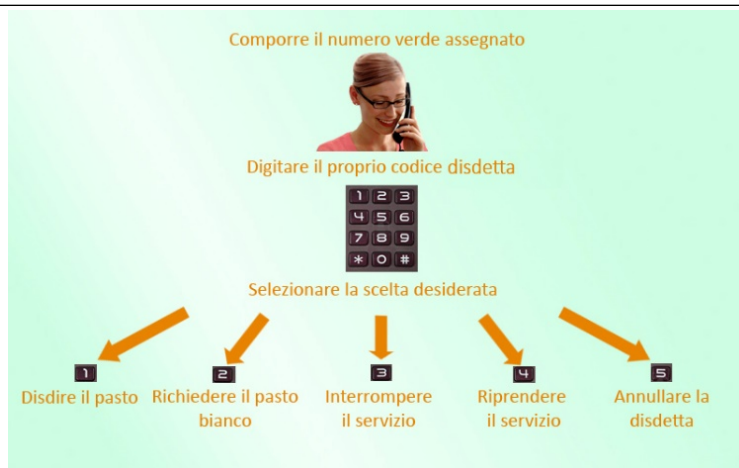 Comporre il numero verde assegnato
Digitare il proprio codice disdetta
1 2 3
4 5 6
7 8 9
* 0 #
Selezionare la scelta desiderata
1
Disdire il pasto
2
Richiedere il pasto
bianco
3
Interrompere
il servizio
4
Riprendere
il servizio
5
Annullare la
disdetta